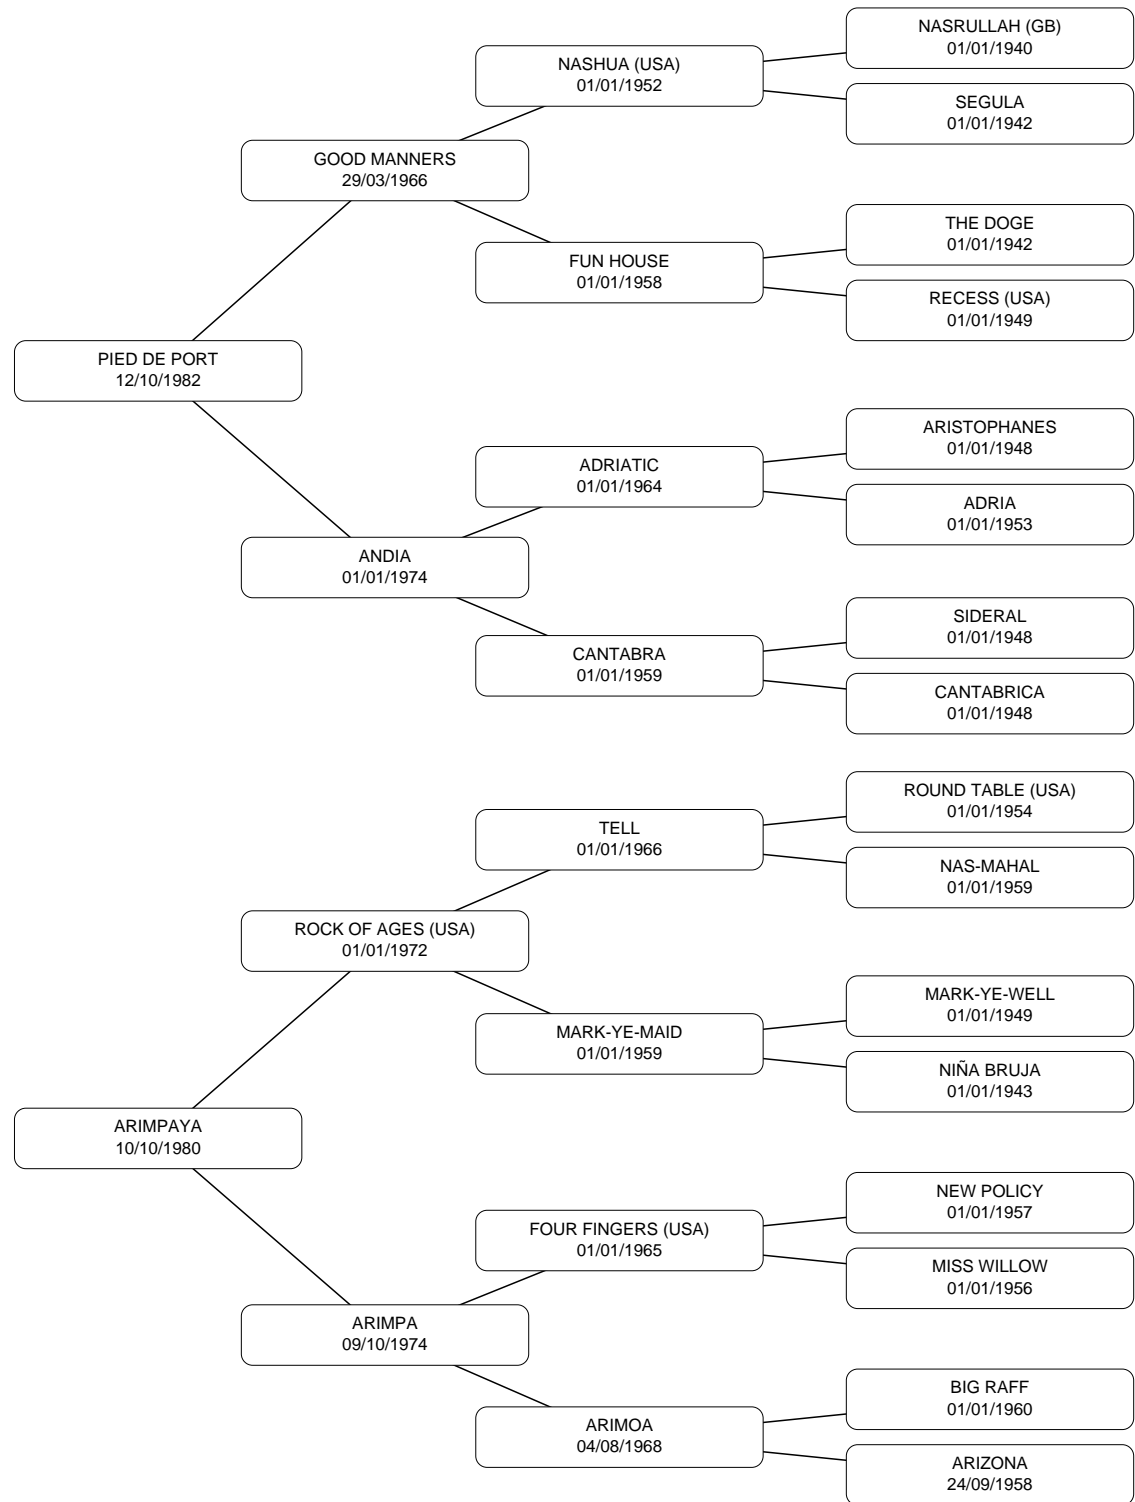 NASRULLAH (GB)
01/01/1940
NASHUA (USA)
01/01/1952
SEGULA
01/01/1942
GOOD MANNERS
29/03/1966
THE DOGE
01/01/1942
FUN HOUSE
01/01/1958
RECESS (USA)
01/01/1949
PIED DE PORT
12/10/1982
ARISTOPHANES
01/01/1948
ADRIATIC
01/01/1964
ADRIA
01/01/1953
ANDIA
01/01/1974
SIDERAL
01/01/1948
CANTABRA
01/01/1959
CANTABRICA
01/01/1948
ROUND TABLE (USA)
01/01/1954
TELL
01/01/1966
NAS-MAHAL
01/01/1959
ROCK OF AGES (USA)
01/01/1972
MARK-YE-WELL
01/01/1949
MARK-YE-MAID
01/01/1959
NIÑA BRUJA
01/01/1943
ARIMPAYA
10/10/1980
NEW POLICY
01/01/1957
FOUR FINGERS (USA)
01/01/1965
MISS WILLOW
01/01/1956
ARIMPA
09/10/1974
BIG RAFF
01/01/1960
ARIMOA
04/08/1968
ARIZONA
24/09/1958